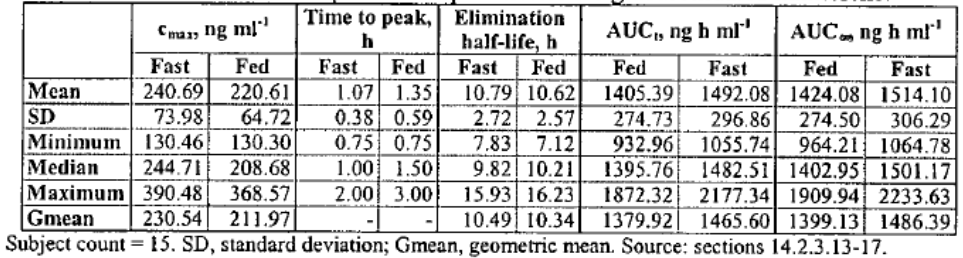 c max, ng ml⁻¹ Time to peak, h Elimination half-life, h AUCt, ng h ml⁻¹ AUC∞, ng h ml⁻¹
Fast Fed Fast Fed Fast Fed Fed Fast Fed Fast
Mean 240.69 220.61 1.07 1.35 10.79 10.62 1405.39 1492.08 1424.08 1514.10
SD 73.98 64.72 0.38 0.59 2.72 2.57 274.73 296.86 274.50 306.29
Minimum 130.46 130.30 0.75 0.75 7.83 7.12 932.96 1055.74 964.21 1064.78
Median 244.71 208.68 1.00 1.50 9.82 10.21 1395.76 1482.51 1402.95 1501.17
Maximum 390.48 368.57 2.00 3.00 15.93 16.23 1872.32 2177.34 1909.94 2233.63
Gmean 230.54 211.97 - - 10.49 10.34 1379.92 1465.60 1399.13 1486.39
Subject count = 15. SD, standard deviation; Gmean, geometric mean. Source: sections 14.2.3.13-17.